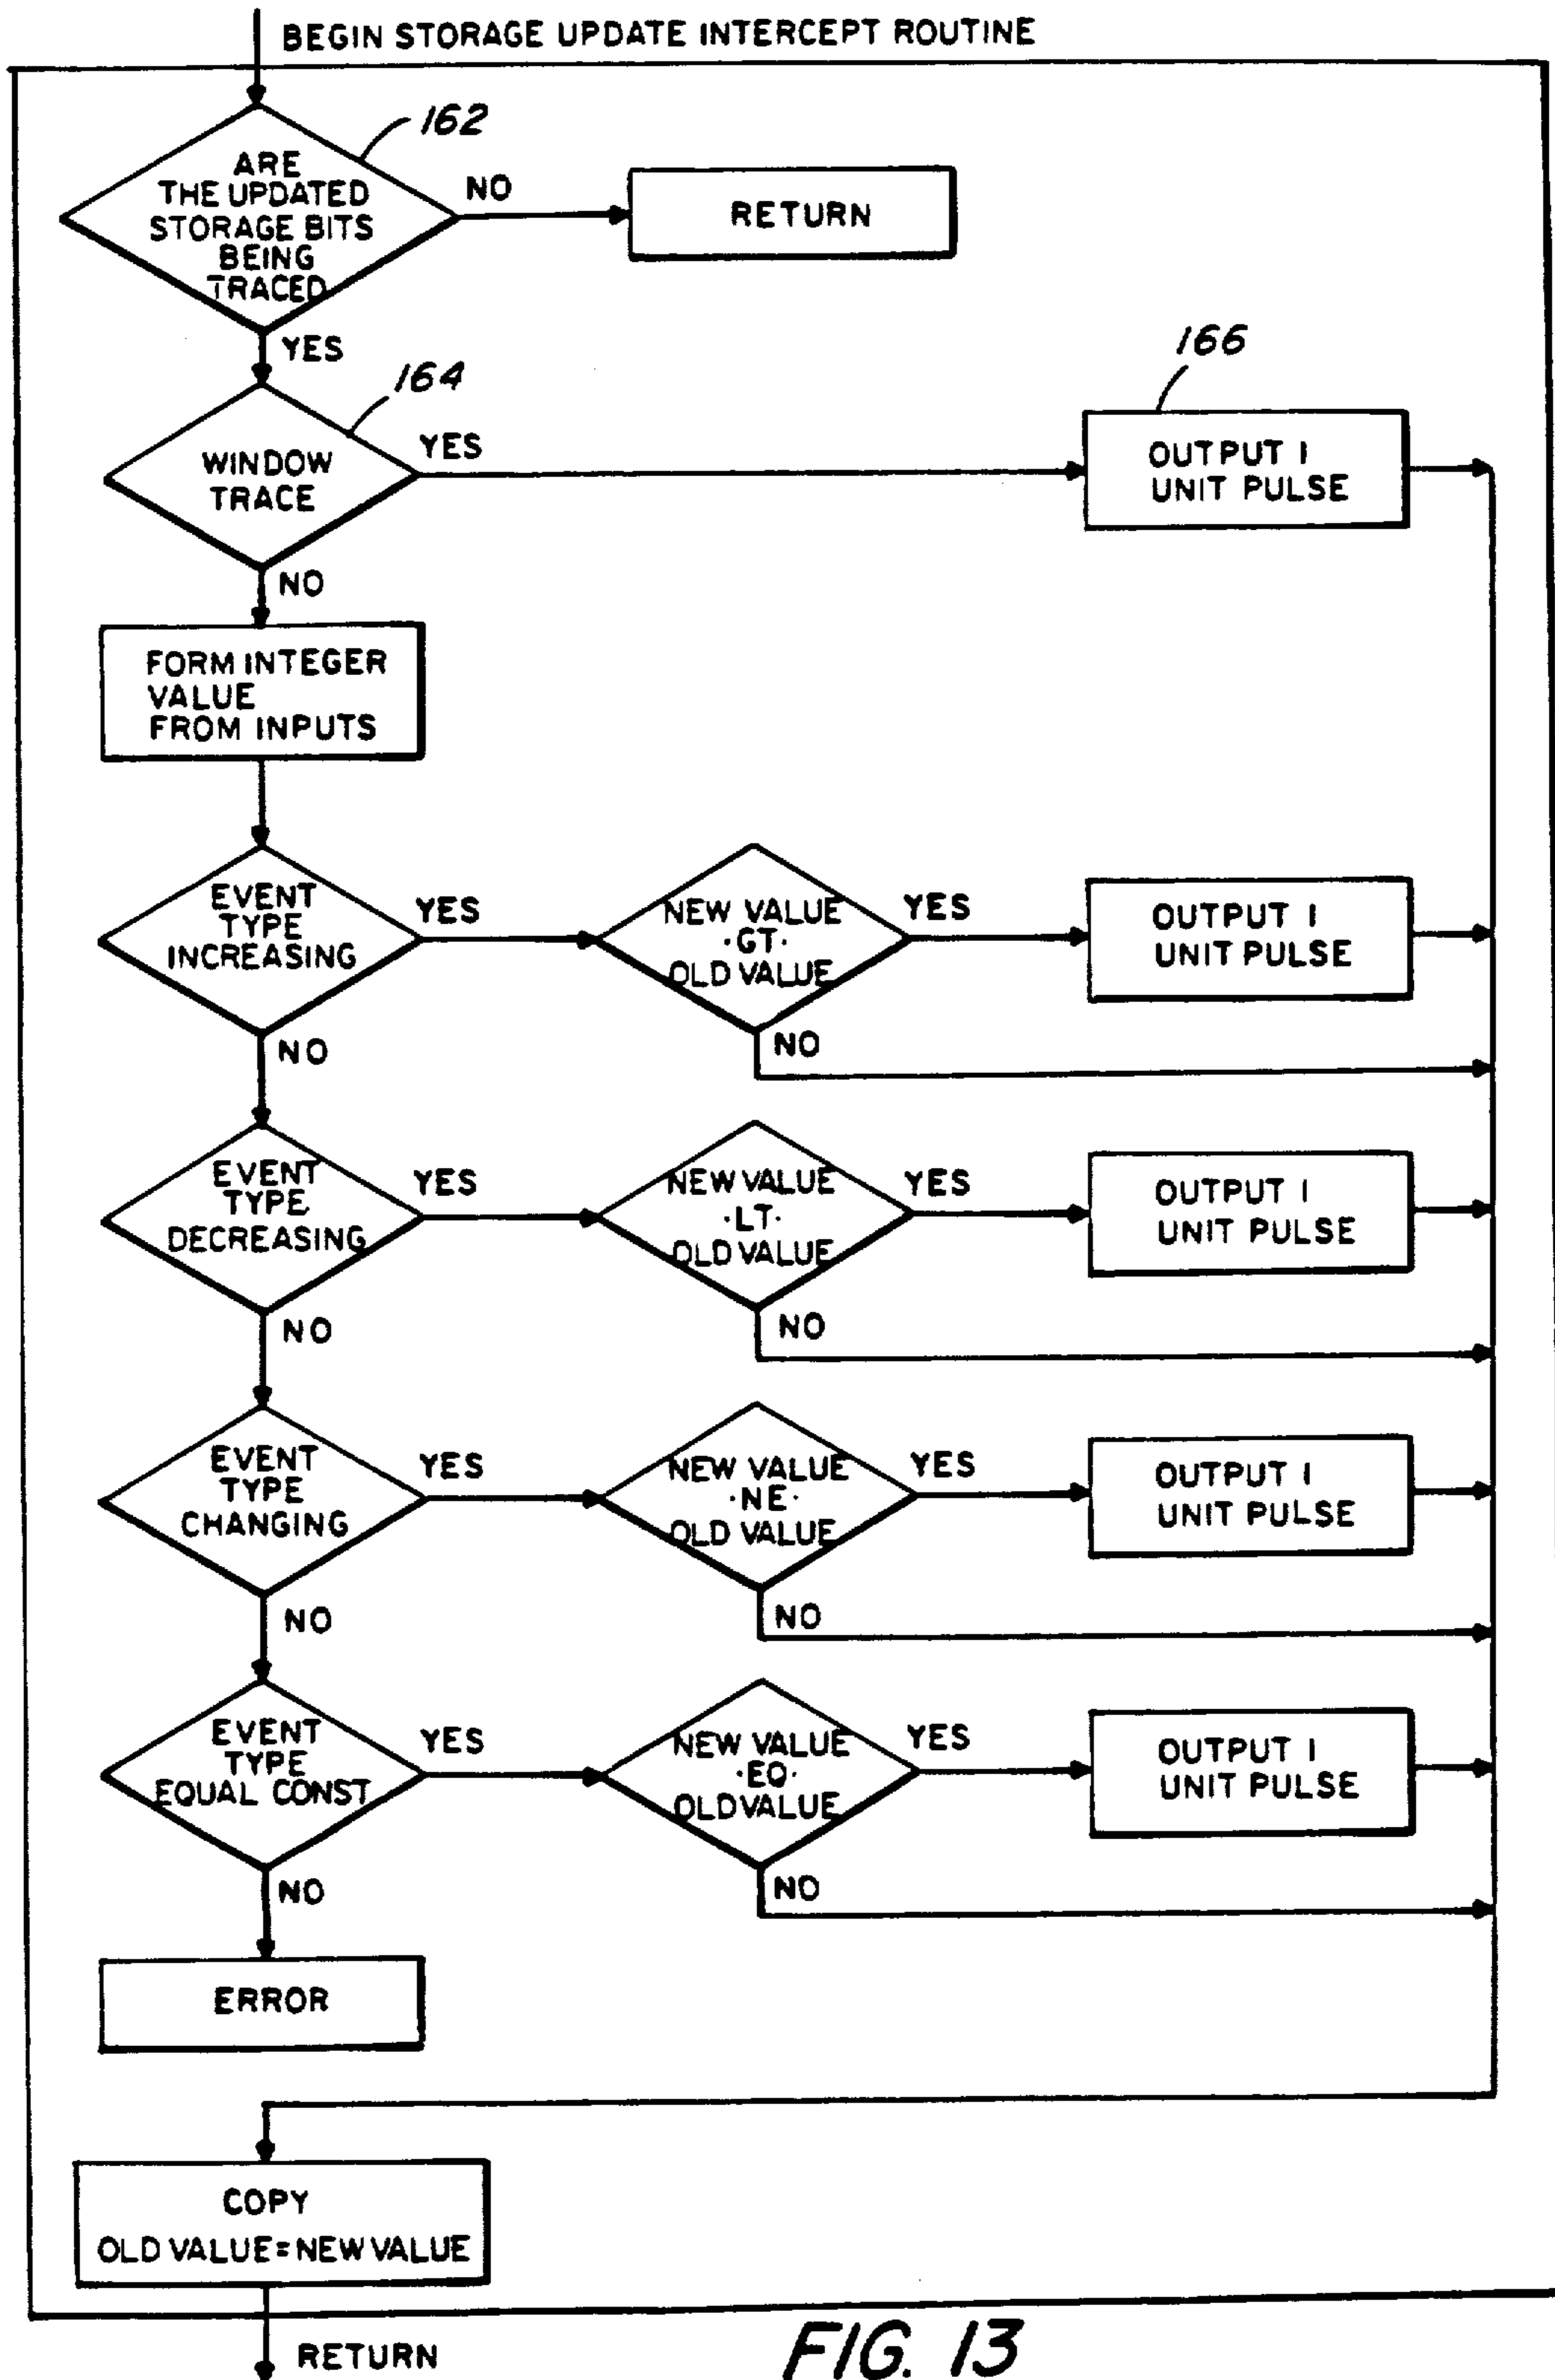 BEGIN STORAGE UPDATE INTERCEPT ROUTINE
162
ARE
THE UPDATED
STORAGE BITS
BEING
TRACED
NO
RETURN
YES
164
WINDOW
TRACE
YES
166
OUTPUT 1
UNIT PULSE
NO
FORM INTEGER
VALUE
FROM INPUTS
EVENT
TYPE
INCREASING
YES
NEW VALUE
·GT·
OLD VALUE
YES
OUTPUT 1
UNIT PULSE
NO
NO
EVENT
TYPE
DECREASING
YES
NEW VALUE
·LT·
OLD VALUE
YES
OUTPUT 1
UNIT PULSE
NO
NO
EVENT
TYPE
CHANGING
YES
NEW VALUE
·NE·
OLD VALUE
YES
OUTPUT 1
UNIT PULSE
NO
NO
EVENT
TYPE
EQUAL CONST
YES
NEW VALUE
·EQ·
OLD VALUE
YES
OUTPUT 1
UNIT PULSE
NO
NO
ERROR
COPY
OLD VALUE=NEW VALUE
RETURN
FIG. 13